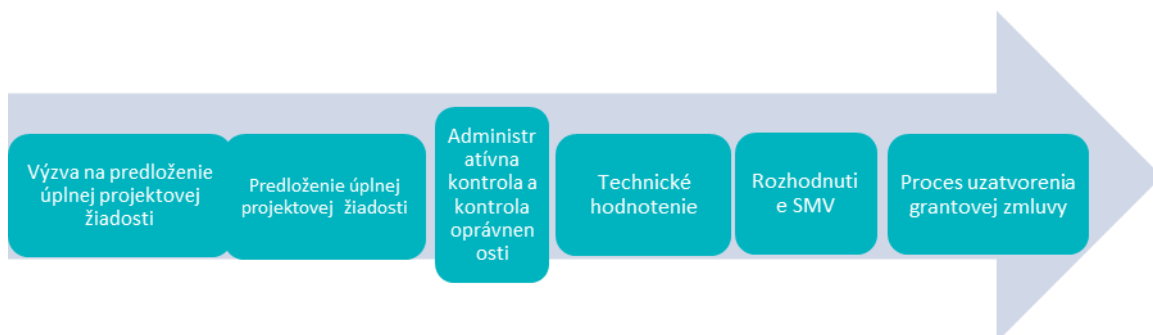 Výzva na predloženie
úplnej projektovej
žiadosti
Predloženie úplnej
projektovej žiadosti
Administr
atívna
kontrola a
kontrola
oprávnen
osti
Technické
hodnotenie
Rozhodnuti
e SMV
Proces uzatvorenia
grantovej zmluvy